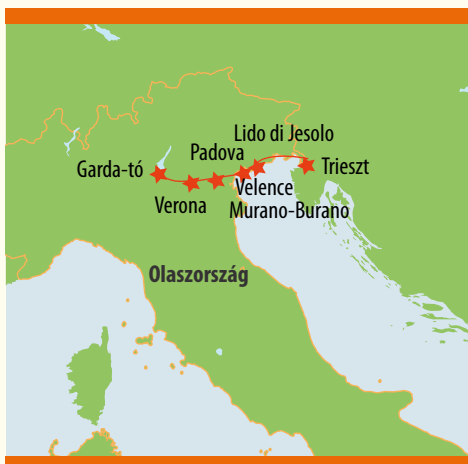 Lido di Jesolo
Padova
Garda-tó
Trieszt
Velence
Verona
Murano-Burano
Olaszország